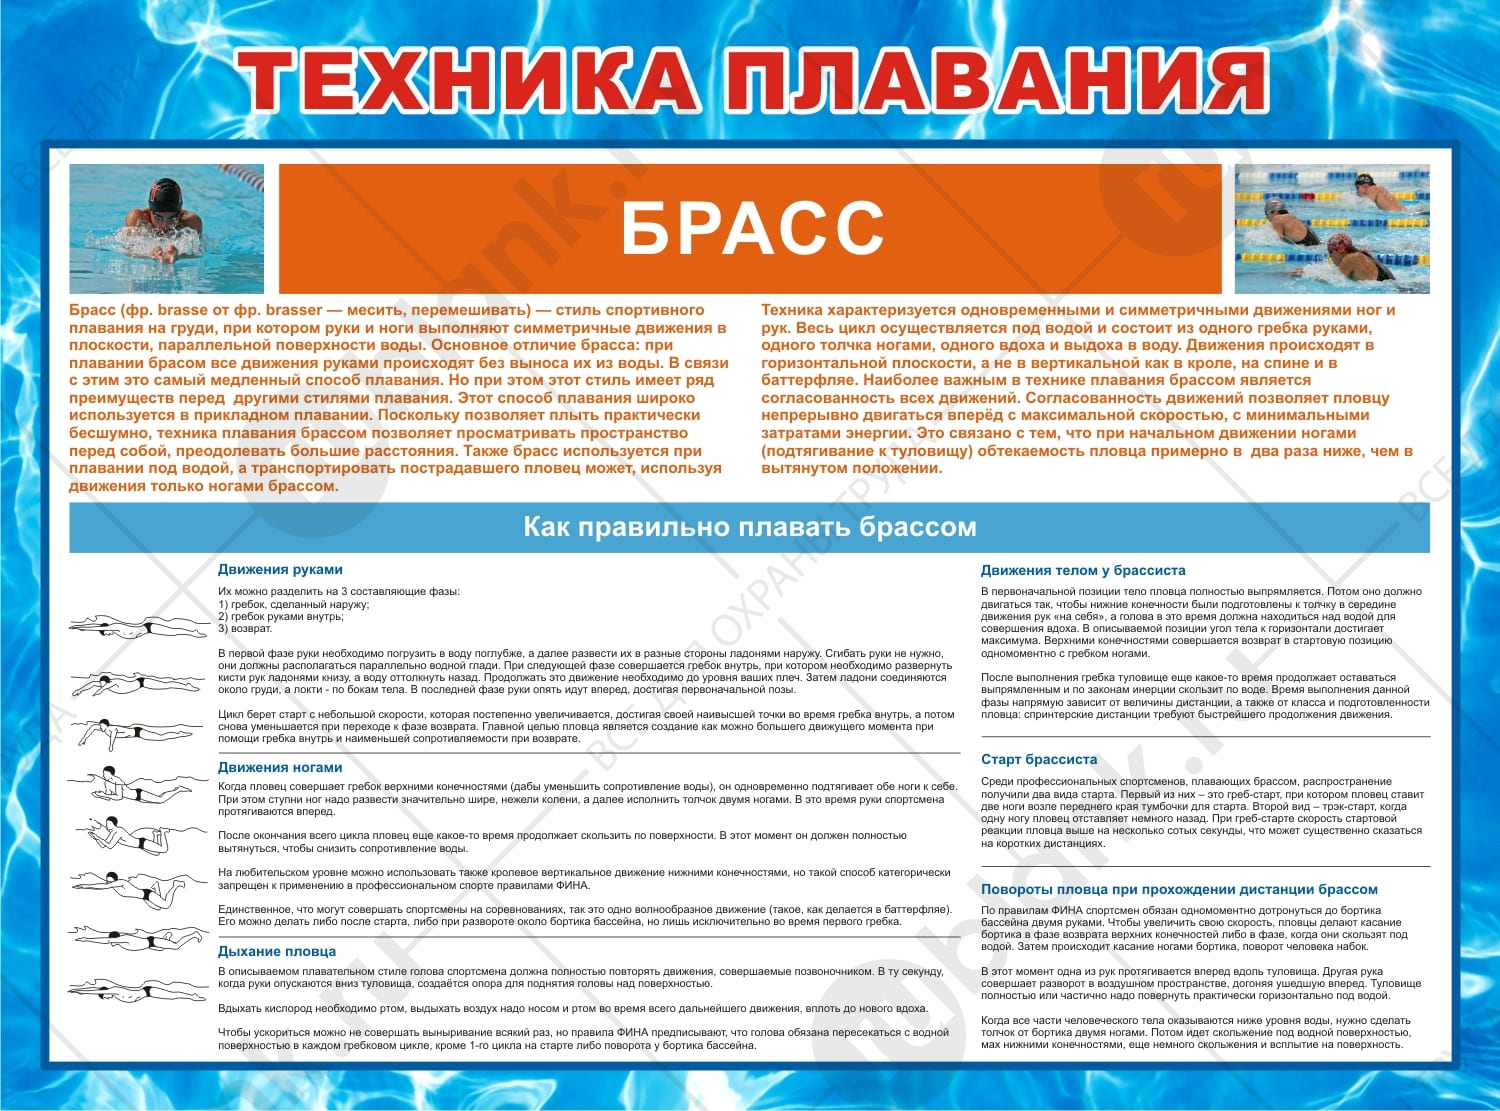 ТЕХНИКА ПЛАВАНИЯ
БРАСС
Брасс (фр. brasse от фр. brasser — месить, перемешивать) — стиль спортивного
плавания на груди, при котором руки и ноги выполняют симметричные движения в
плоскости, параллельной поверхности воды. Основное отличие брасса: при
плавании брасом все движения руками происходят без выноса их из воды. В связи
с этим это самый медленный способ плавания. Но при этом этот стиль имеет ряд
преимуществ перед другими стилями плавания. Этот способ плавания широко
используется в прикладном плавании. Поскольку позволяет плыть практически
бесшумно, техника плавания брассом позволяет просматривать пространство
перед собой, преодолевать большие расстояния. Также брасс используется при
плавании под водой, а транспортировать пострадавшего пловец может, используя
движения только ногами брассом.
Техника характеризуется одновременными и симметричными движениями ног и
рук. Весь цикл осуществляется под водой и состоит из одного гребка руками,
одного толчка ногами, одного вдоха и выдоха в воду. Движения происходят в
горизонтальной плоскости, а не в вертикальной как в кроле, на спине и в
баттерфляе. Наиболее важным в технике плавания брассом является
согласованность всех движений. Согласованность движений позволяет пловцу
непрерывно двигаться вперёд с максимальной скоростью, с минимальными
затратами энергии. Это связано с тем, что при начальном движении ногами
(подтягивание к туловищу) обтекаемость пловца примерно в два раза ниже, чем в
вытянутом положении.
Как правильно плавать брассом
Движения руками
Их можно разделить на 3 составляющие фазы:
1) гребок, сделанный наружу;
2) гребок руками внутрь;
3) возврат.
В первой фазе руки необходимо погрузить в воду поглубже, а далее развести их в разные стороны ладонями наружу. Сгибать руки не нужно,
они должны располагаться параллельно водной глади. При следующей фазе совершается гребок внутрь, при котором необходимо развернуть
кисти рук ладонями книзу, а воду оттолкнуть назад. Продолжать это движение необходимо до уровня ваших плеч. Затем ладони соединяются
около груди, а локти - по бокам тела. В последней фазе руки опять идут вперед, достигая первоначальной позы.
Цикл берет старт с небольшой скорости, которая постепенно увеличивается, достигая своей наивысшей точки во время гребка внутрь, а потом
снова уменьшается при переходе к фазе возврата. Главной целью пловца является создание как можно большего движущего момента при
помощи гребка внутрь и наименьшей сопротивляемости при возврате.
Движения ногами
Когда пловец совершает гребок верхними конечностями (дабы уменьшить сопротивление воды), он одновременно подтягивает обе ноги к себе.
При этом ступни ног надо развести значительно шире, нежели колени, а далее исполнить толчок двумя ногами. В это время руки спортсмена
протягиваются вперед.
После окончания всего цикла пловец еще какое-то время продолжает скользить по поверхности. В этот момент он должен полностью
вытянуться, чтобы снизить сопротивление воды.
На любительском уровне можно использовать также кролевое вертикальное движение нижними конечностями, но такой способ категорически
запрещен к применению в профессиональном спорте правилами ФИНА.
Единственное, что могут совершать спортсмены на соревнованиях, так это одно волнообразное движение (такое, как делается в баттерфляе).
Его можно делать либо после старта, либо при развороте около бортика бассейна, но лишь исключительно во время первого гребка.
Дыхание пловца
В описываемом плавательном стиле голова спортсмена должна полностью повторять движения, совершаемые позвоночником. В ту секунду,
когда руки опускаются вниз туловища, создаётся опора для поднятия головы над поверхностью.
Вдыхать кислород необходимо ртом, выдыхать воздух надо носом и ртом во время всего дальнейшего движения, вплоть до нового вдоха.
Чтобы ускориться можно не совершать выныривание всякий раз, но правила ФИНА предписывают, что голова обязана пересекаться с водной
поверхностью в каждом гребковом цикле, кроме 1-го цикла на старте либо поворота у бортика бассейна.
Движения телом у брассиста
В первоначальной позиции тело пловца полностью выпрямляется. Потом оно должно
двигаться так, чтобы нижние конечности были подготовлены к толчку в середине
движения рук «на себя», а голова в это время должна находиться над водой для
совершения вдоха. В описываемой позиции угол тела к горизонтали достигает
максимума. Верхними конечностями совершается возврат в стартовую позицию
одномоментно с гребком ногами.
После выполнения гребка туловище еще какое-то время продолжает оставаться
выпрямленным и по законам инерции скользит по воде. Время выполнения данной
фазы напрямую зависит от величины дистанции, а также от класса и подготовленности
пловца: спринтерские дистанции требуют быстрейшего продолжения движения.
Старт брассиста
Среди профессиональных спортсменов, плавающих брассом, распространение
получили два вида старта. Первый из них – это греб-старт, при котором пловец ставит
две ноги возле переднего края тумбочки для старта. Второй вид – трэк-старт, когда
одну ногу пловец отставляет немного назад. При греб-старте скорость стартовой
реакции пловца выше на несколько сотых секунды, что может существенно сказаться
на коротких дистанциях.
Повороты пловца при прохождении дистанции брассом
По правилам ФИНА спортсмен обязан одномоментно дотронуться до бортика
бассейна двумя руками. Чтобы увеличить свою скорость, пловцы делают касание
бортика в фазе возврата верхних конечностей либо в фазе, когда они скользят под
водой. Затем происходит касание ногами бортика, поворот человека набок.
В этот момент одна из рук протягивается вперед вдоль туловища. Другая рука
совершает разворот в воздушном пространстве, догоняя ушедшую вперед. Туловище
полностью или частично надо повернуть практически горизонтально под водой.
Когда все части человеческого тела оказываются ниже уровня воды, нужно сделать
толчок от бортика двумя ногами. Потом идет скольжение под водной поверхностью,
мах нижними конечностями, еще немного скольжения и всплытие на поверхность.
rublank.ru
ВСЕ ДЛЯ ОХРАНЫ ТРУДА